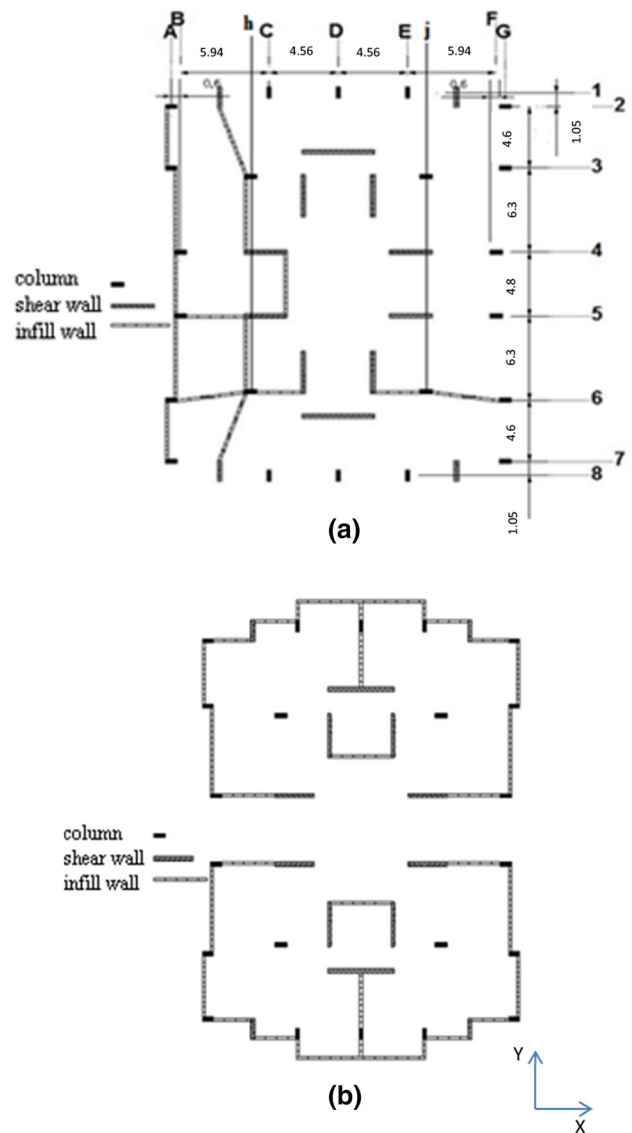 A B h C D E j F G
5.94 4.56 4.56 5.94
0,6 0,6
1
2
1.05
4.6
3
6.3
4
4.8
5
6.3
6
4.6
7
8
1.05
column
shear wall
infill wall
(a)
column
shear wall
infill wall
(b)
Y
X